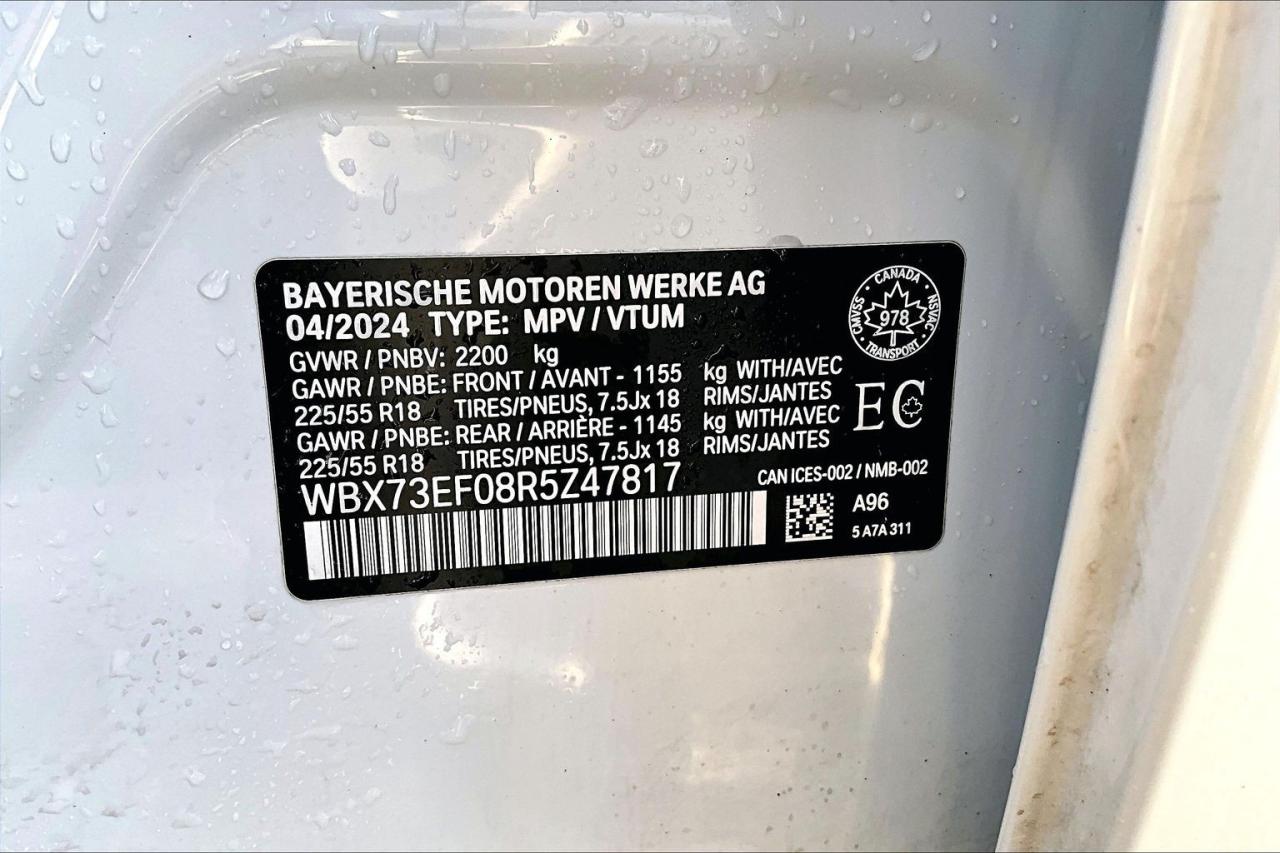 BAYERISCHE MOTOREN WERKE AG
04/2024 TYPE: MPV / VTUM
GVWR / PNBV: 2200 kg
GAWR / PNBE: FRONT / AVANT - 1155 kg WITH/AVEC
225/55 R18 TIRES/PNEUS, 7.5Jx 18 RIMS/JANTES
GAWR / PNBE: REAR / ARRIÈRE - 1145 kg WITH/AVEC
225/55 R18 TIRES/PNEUS, 7.5Jx 18 RIMS/JANTES
WBX73EF08R5Z47817
CANADA
CMVSS
978
NSVAC
TRANSPORT
EC
CAN ICES-002 / NMB-002
A96
5 A7A 311